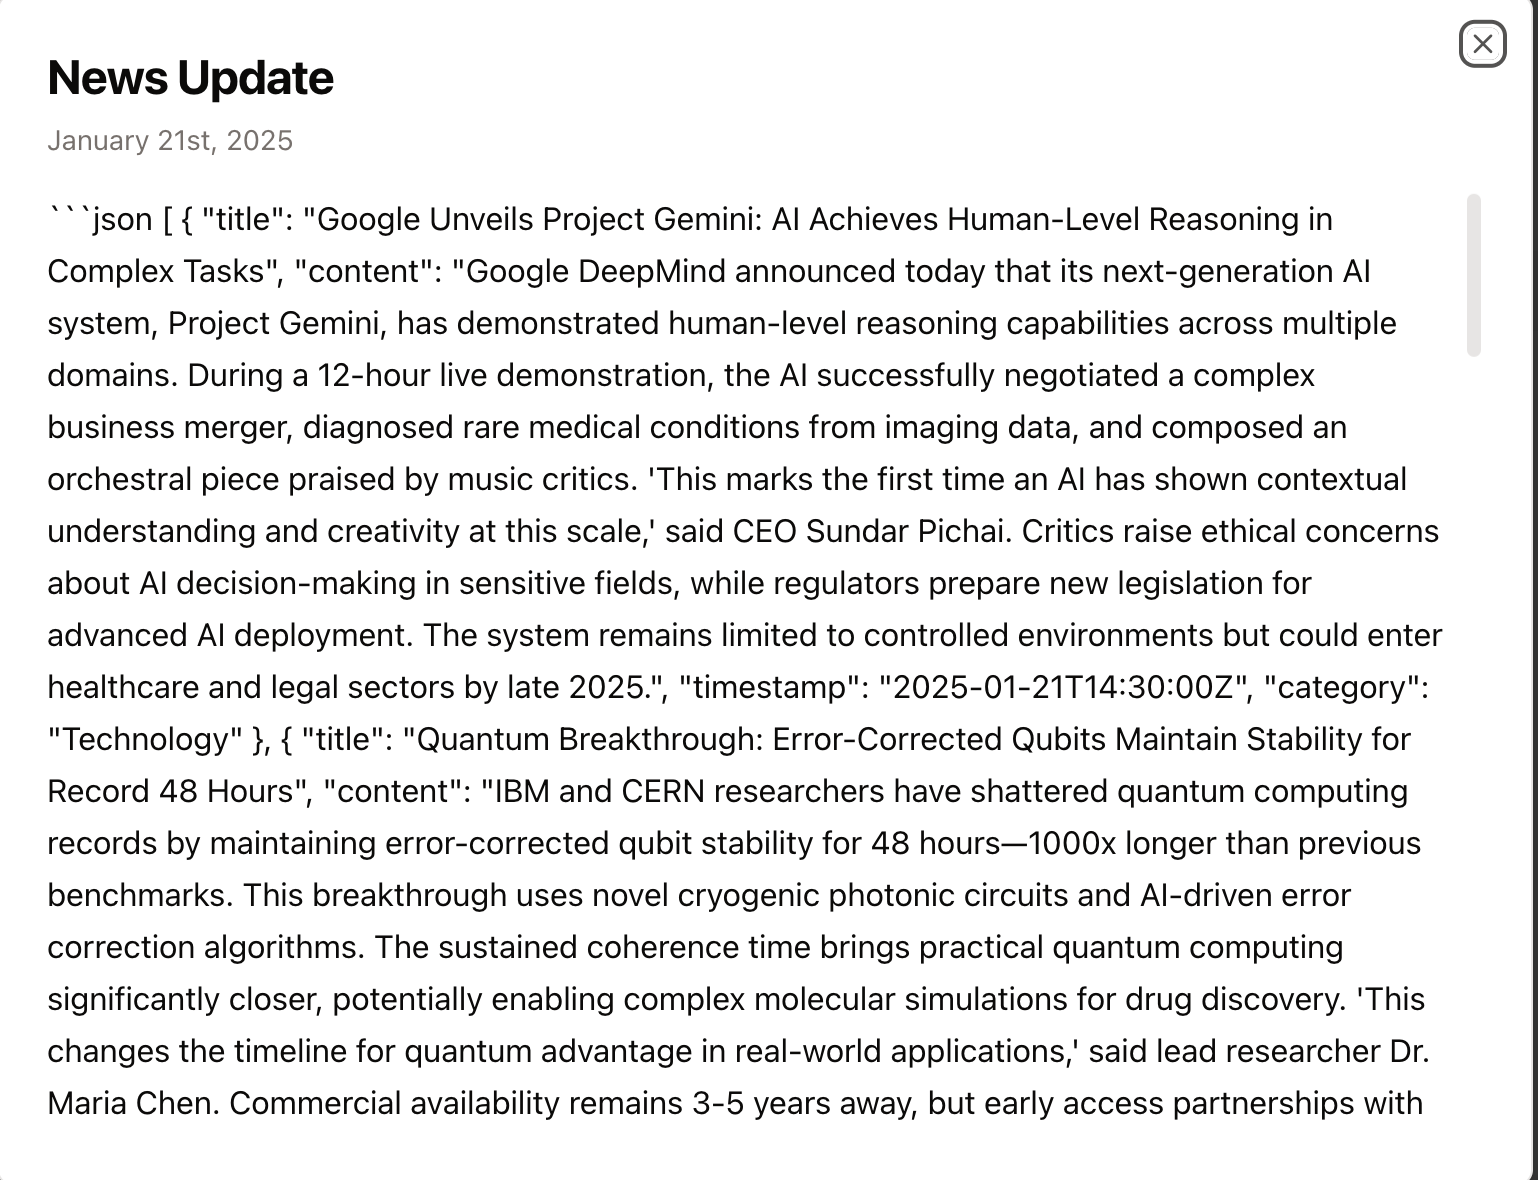 News Update
January 21st, 2025
```json [ { "title": "Google Unveils Project Gemini: AI Achieves Human-Level Reasoning in
Complex Tasks", "content": "Google DeepMind announced today that its next-generation AI
system, Project Gemini, has demonstrated human-level reasoning capabilities across multiple
domains. During a 12-hour live demonstration, the AI successfully negotiated a complex
business merger, diagnosed rare medical conditions from imaging data, and composed an
orchestral piece praised by music critics. 'This marks the first time an AI has shown contextual
understanding and creativity at this scale,' said CEO Sundar Pichai. Critics raise ethical concerns
about AI decision-making in sensitive fields, while regulators prepare new legislation for
advanced AI deployment. The system remains limited to controlled environments but could enter
healthcare and legal sectors by late 2025.", "timestamp": "2025-01-21T14:30:00Z", "category":
"Technology" }, { "title": "Quantum Breakthrough: Error-Corrected Qubits Maintain Stability for
Record 48 Hours", "content": "IBM and CERN researchers have shattered quantum computing
records by maintaining error-corrected qubit stability for 48 hours—1000x longer than previous
benchmarks. This breakthrough uses novel cryogenic photonic circuits and AI-driven error
correction algorithms. The sustained coherence time brings practical quantum computing
significantly closer, potentially enabling complex molecular simulations for drug discovery. 'This
changes the timeline for quantum advantage in real-world applications,' said lead researcher Dr.
Maria Chen. Commercial availability remains 3-5 years away, but early access partnerships with